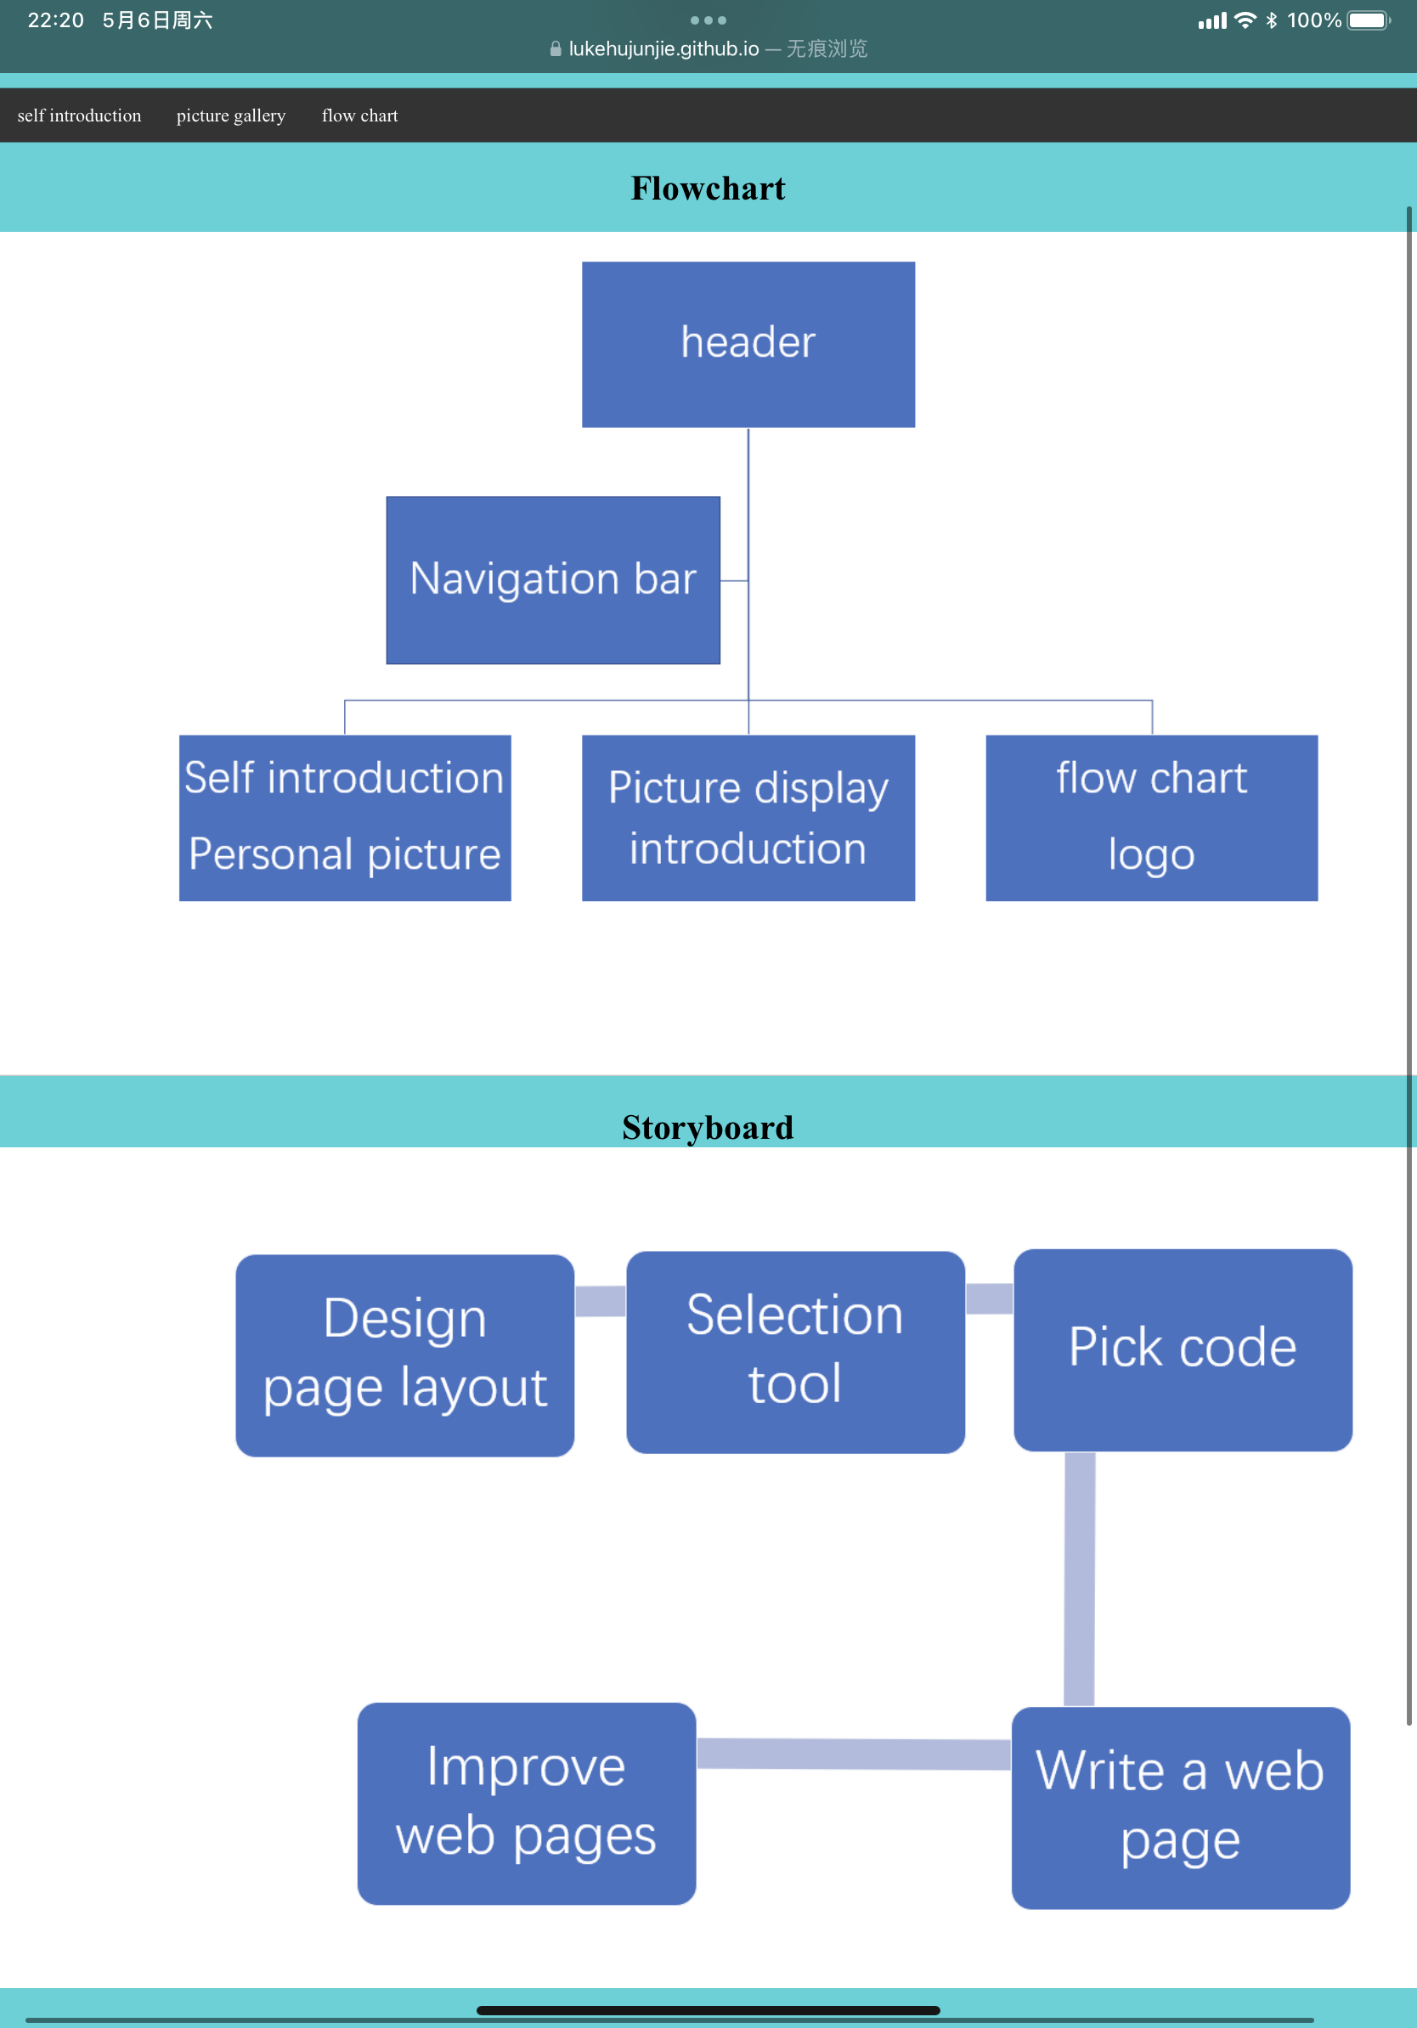 22:20 5月6日周六
100%
lukehujunjie.github.io — 无痕浏览
self introduction picture gallery flow chart
Flowchart
header
Navigation bar
Self introduction
Personal picture
Picture display
introduction
flow chart
logo
Storyboard
Design
page layout
Selection
tool
Pick code
Improve
web pages
Write a web
page